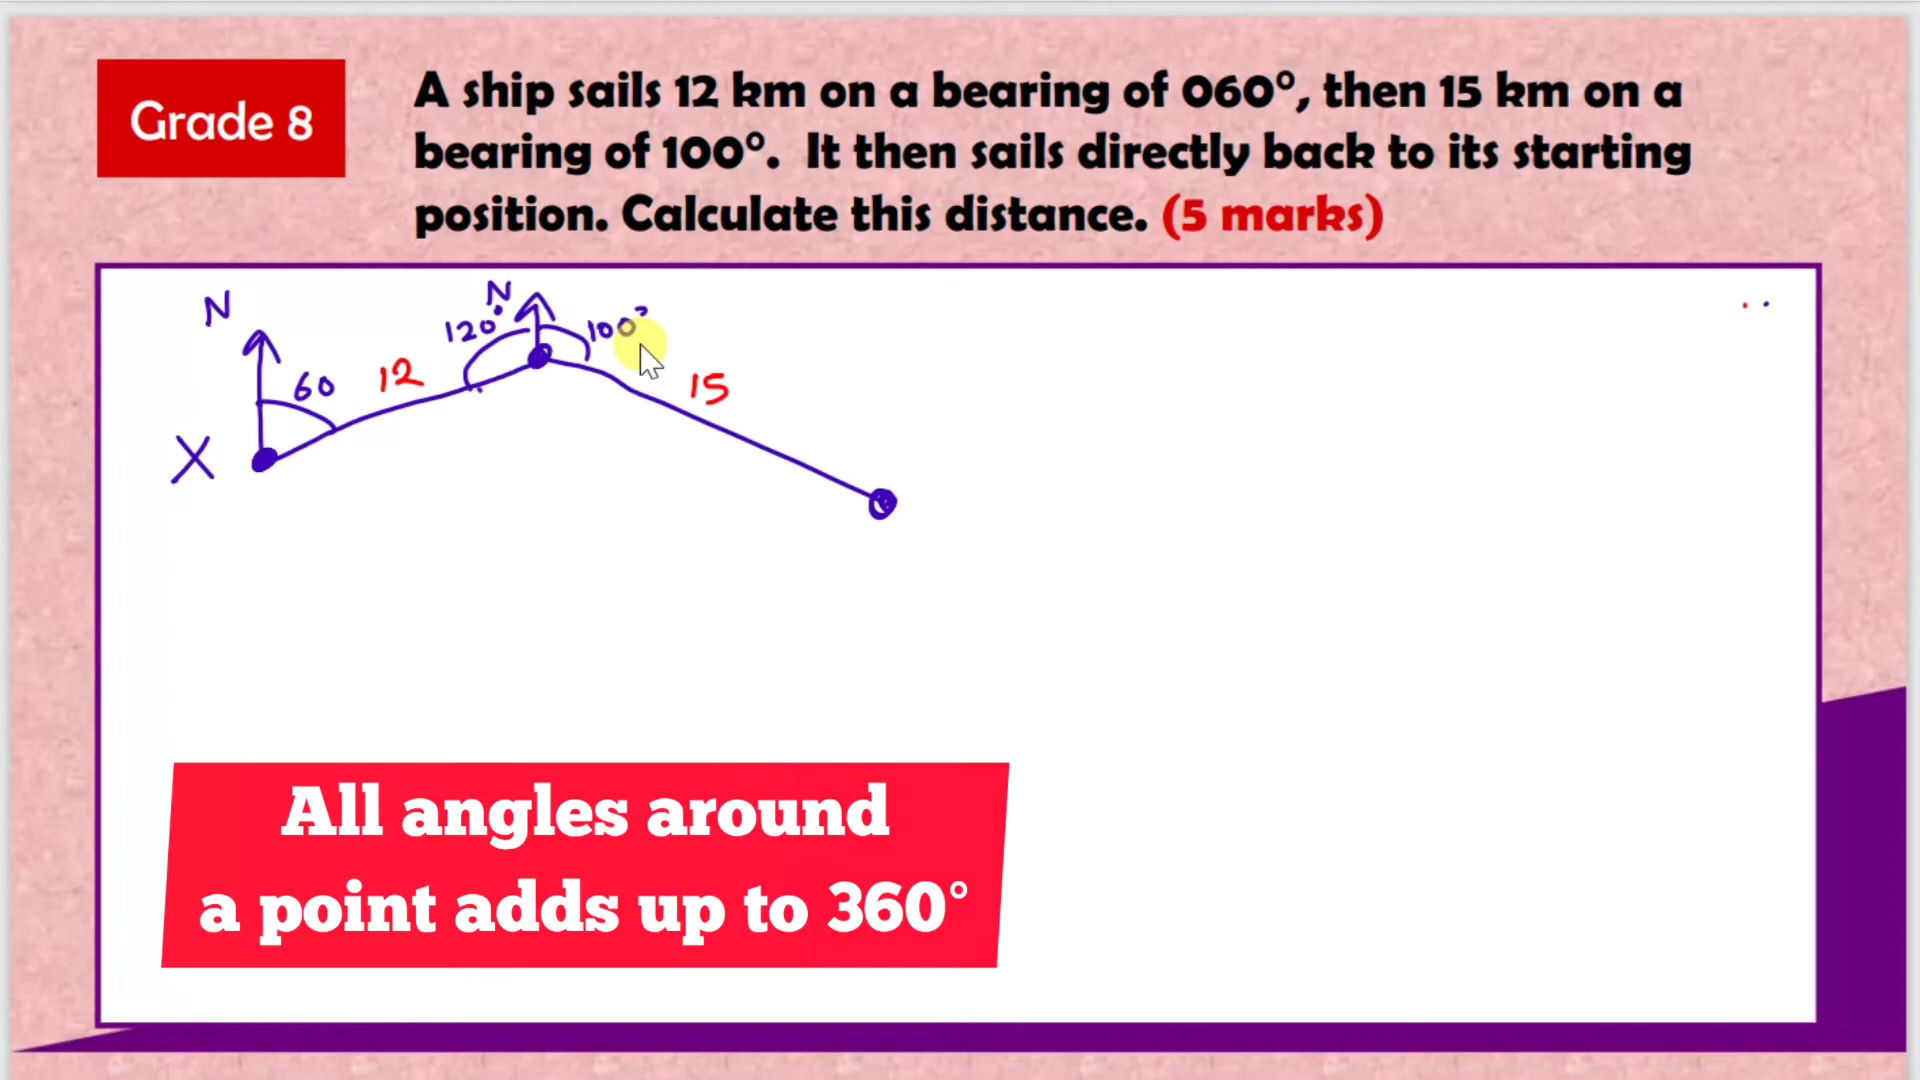 Grade 8
A ship sails 12 km on a bearing of 060°, then 15 km on a
bearing of 100°. It then sails directly back to its starting
position. Calculate this distance. (5 marks)
N
N
120°
100°
60
12
15
X
All angles around
a point adds up to 360°